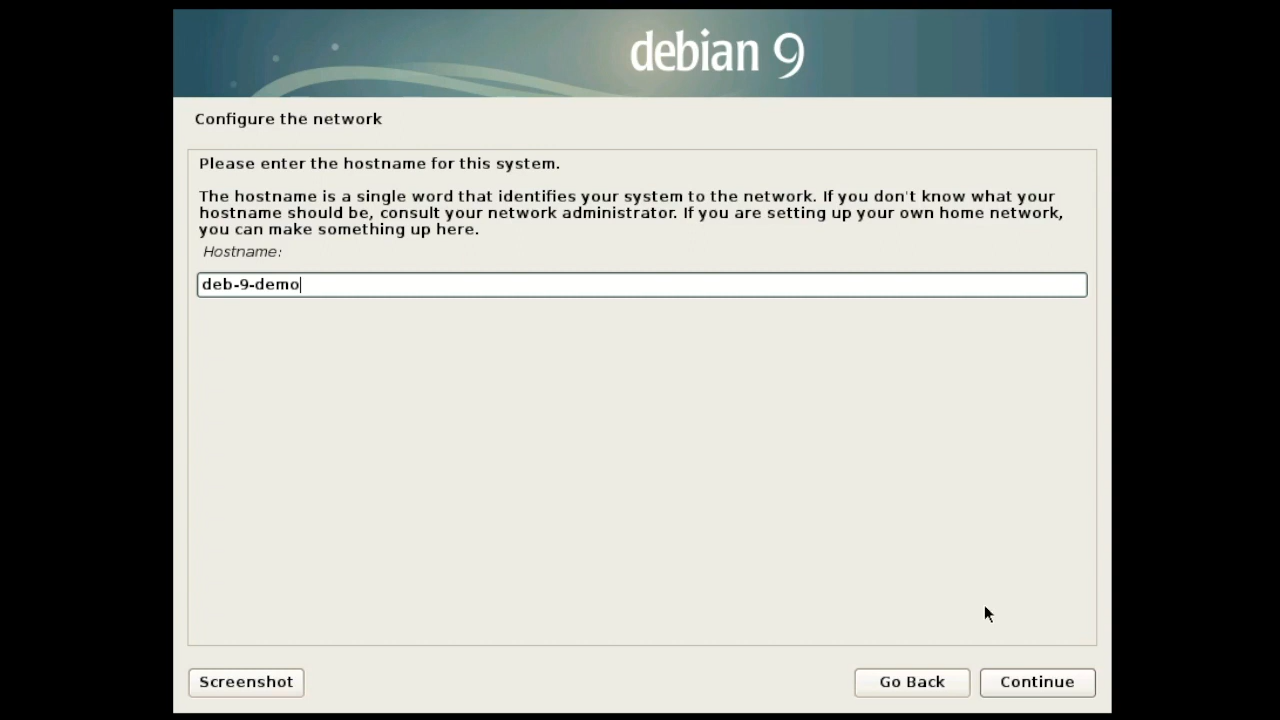 debian 9
Configure the network
Please enter the hostname for this system.
The hostname is a single word that identifies your system to the network. If you don't know what your
hostname should be, consult your network administrator. If you are setting up your own home network,
you can make something up here.
Hostname:
deb-9-demo
Screenshot
Go Back
Continue